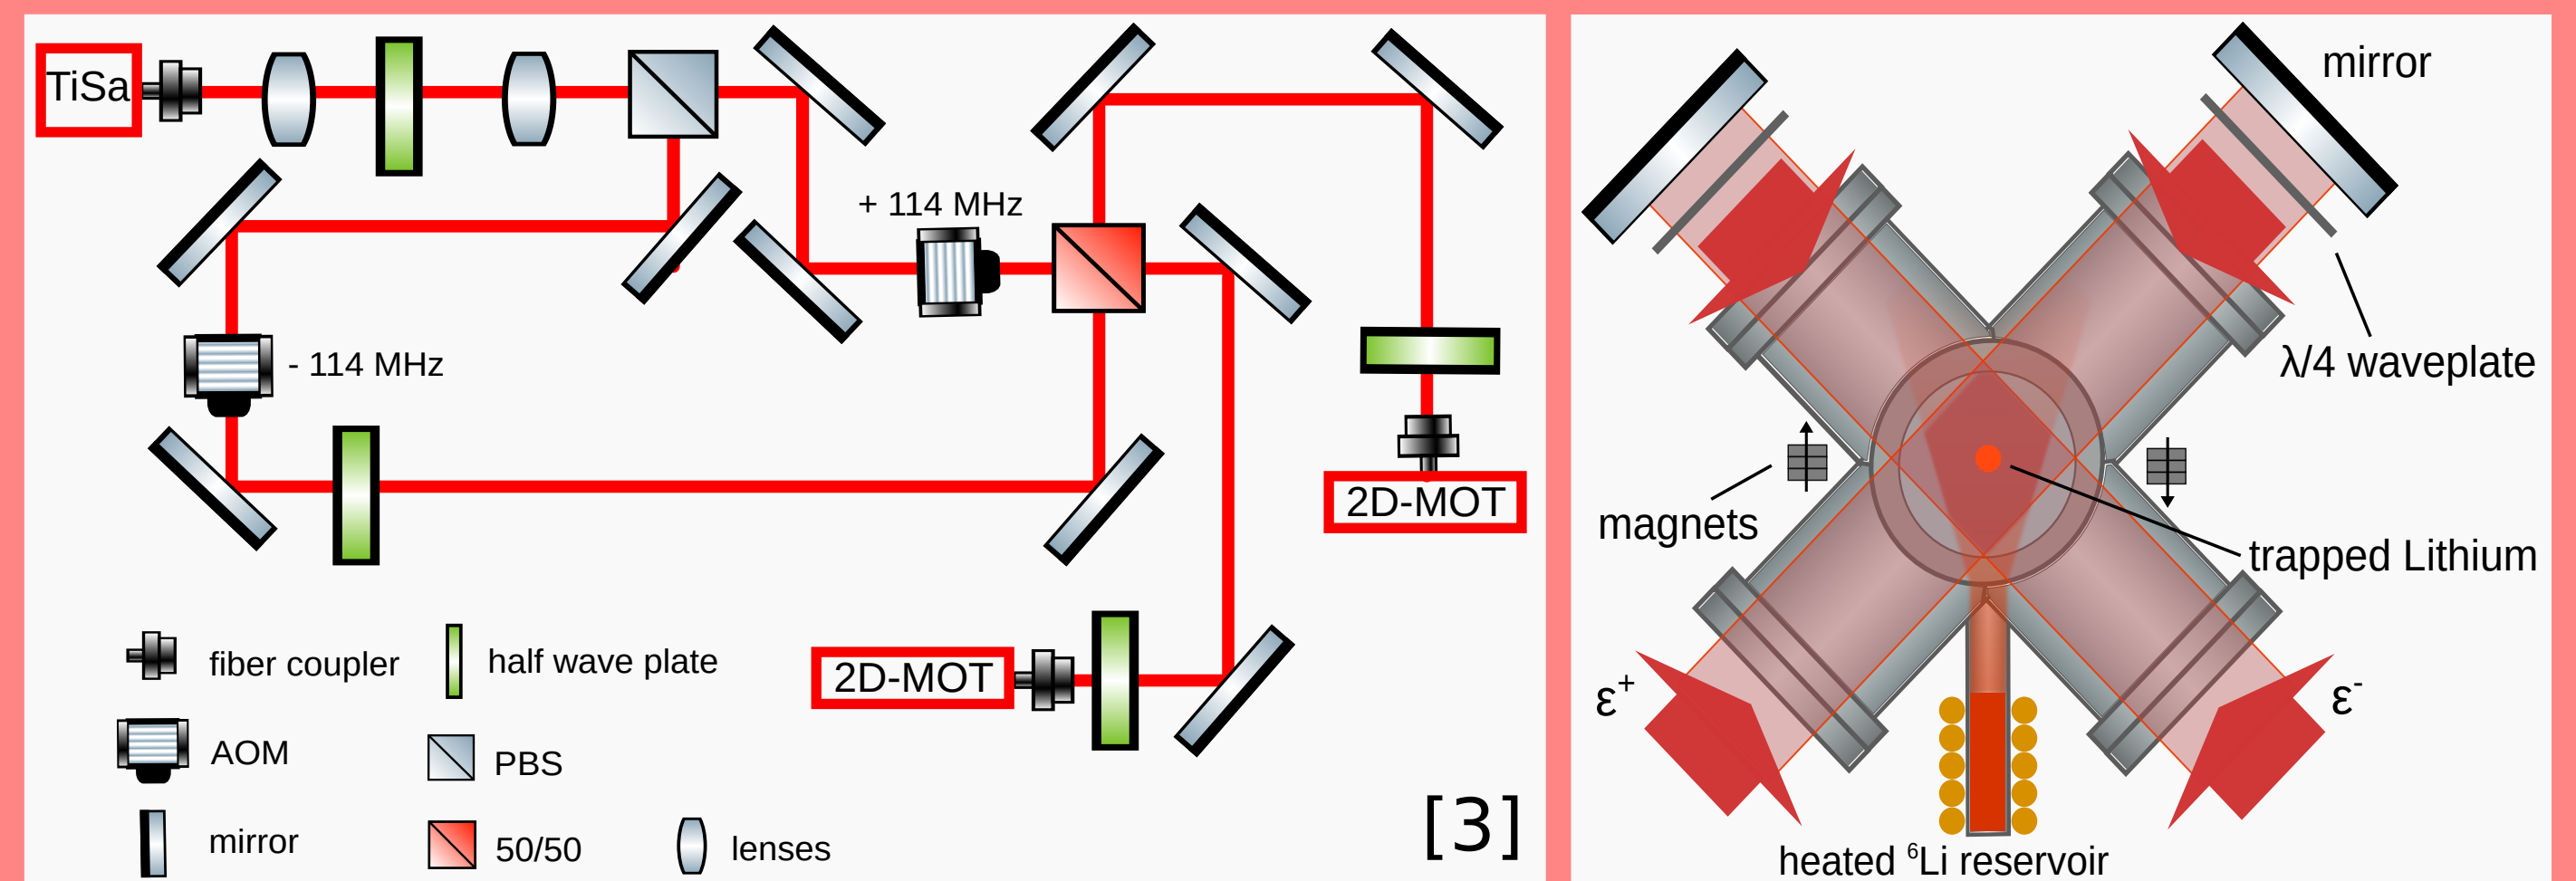 TiSa
+ 114 MHz
- 114 MHz
2D-MOT
2D-MOT
fiber coupler
half wave plate
AOM
PBS
mirror
50/50
lenses
[3]
mirror
λ/4 waveplate
magnets
trapped Lithium
ε⁺
ε⁻
heated ⁶Li reservoir